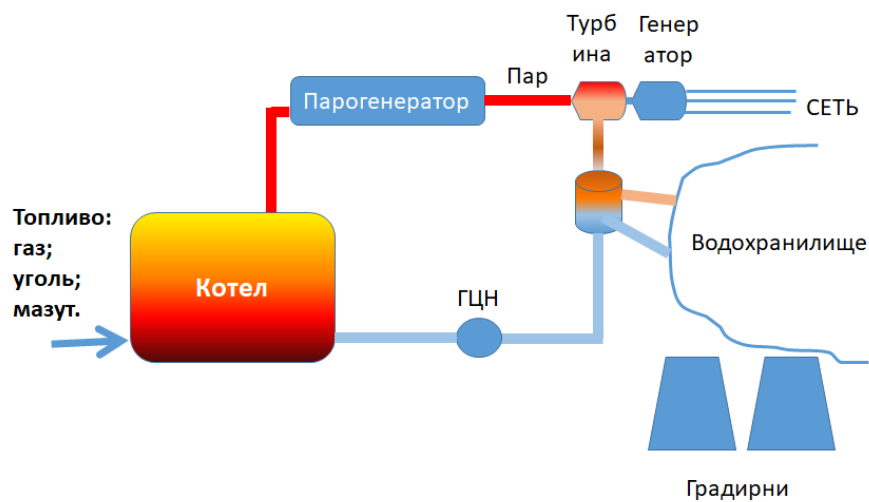 Турб
ина
Генер
атор
Пар
Парогенератор
СЕТЬ
Топливо:
газ;
уголь;
мазут.
Котел
ГЦН
Водохранилище
Градирни